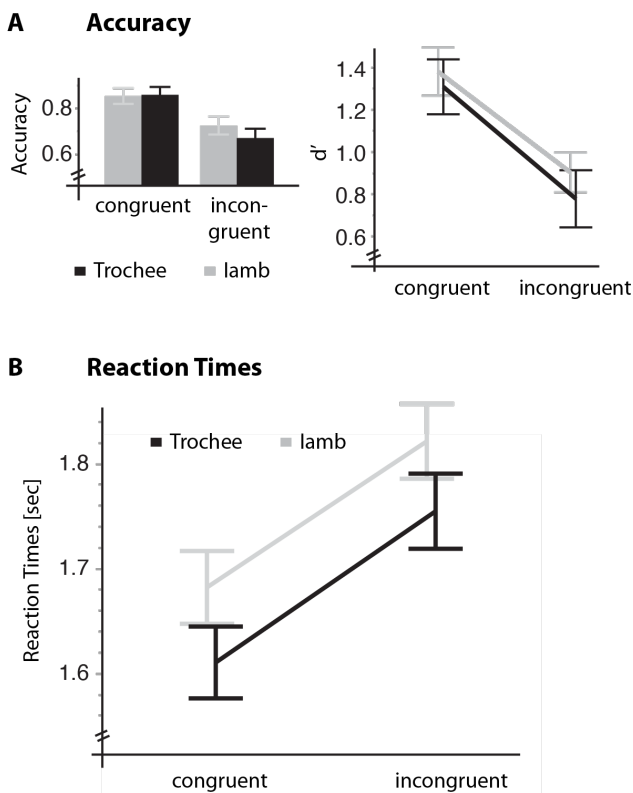 A Accuracy
Accuracy
0.8
0.6
congruent
incon-
gruent
Trochee Iamb
d′
1.4
1.2
1.0
0.8
0.6
congruent incongruent
B Reaction Times
Trochee Iamb
Reaction Times [sec]
1.8
1.7
1.6
congruent incongruent